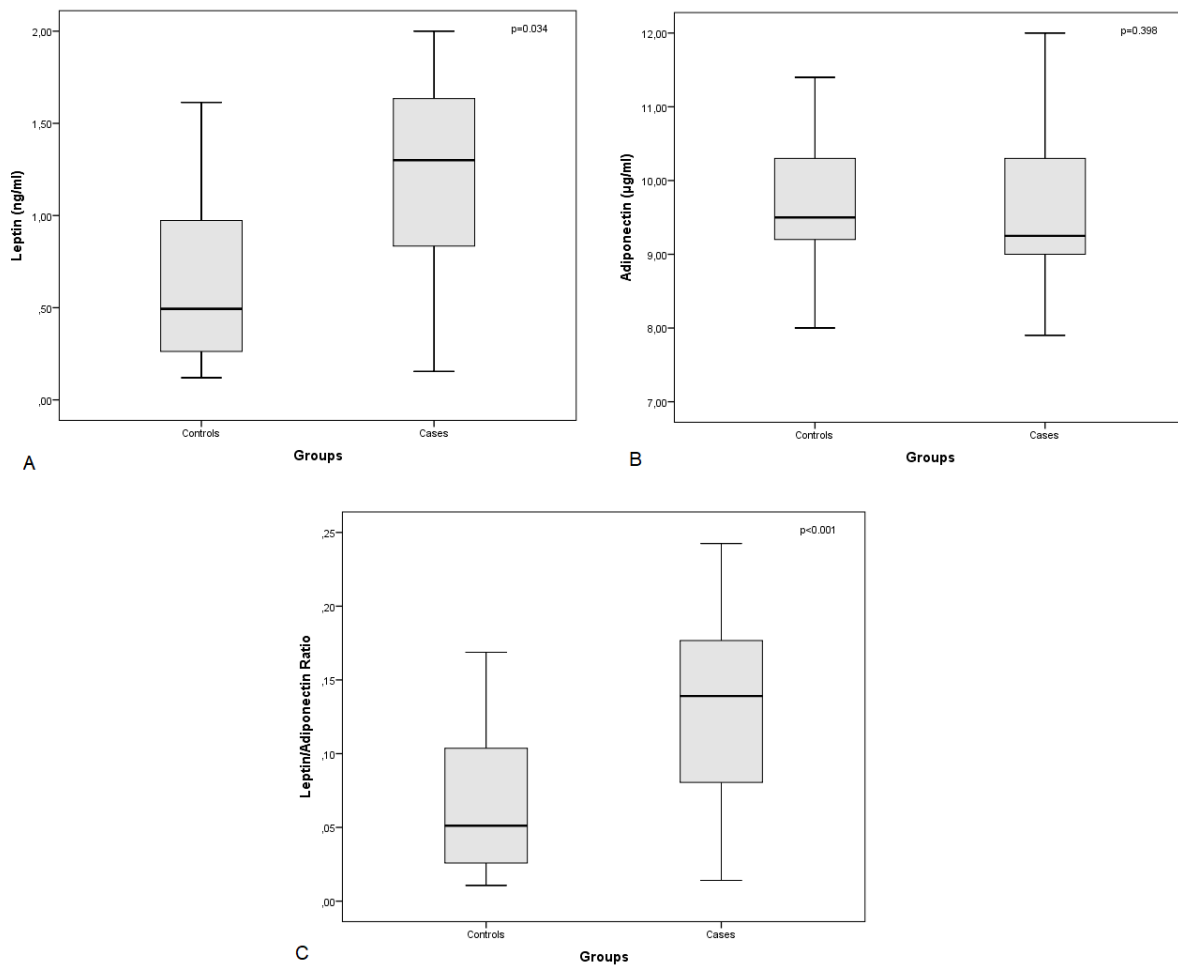 p=0.034
2,00
1,50
1,00
,50
,00
Leptin (ng/ml)
Controls
Cases
Groups
A
p=0.398
12,00
11,00
10,00
9,00
8,00
7,00
Adiponectin (µg/ml)
Controls
Cases
Groups
B
p<0.001
,25
,20
,15
,10
,05
,00
Leptin/Adiponectin Ratio
Controls
Cases
Groups
C